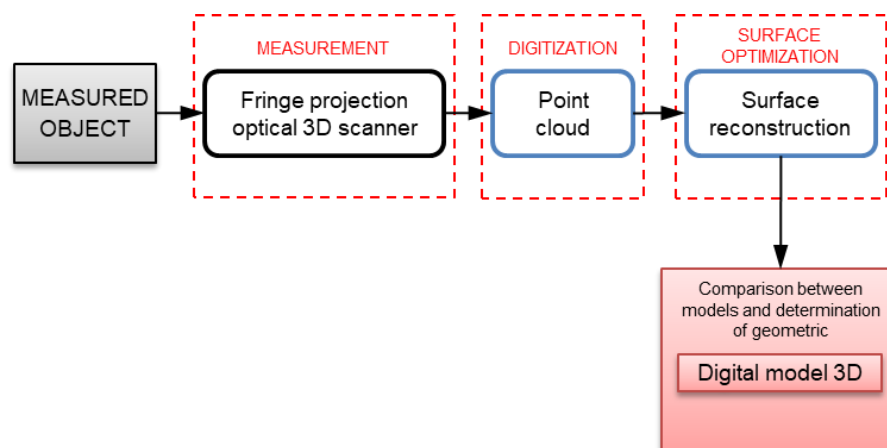 MEASUREMENT
DIGITIZATION
SURFACE
OPTIMIZATION
MEASURED
OBJECT
Fringe projection
optical 3D scanner
Point
cloud
Surface
reconstruction
Comparison between
models and determination
of geometric
Digital model 3D